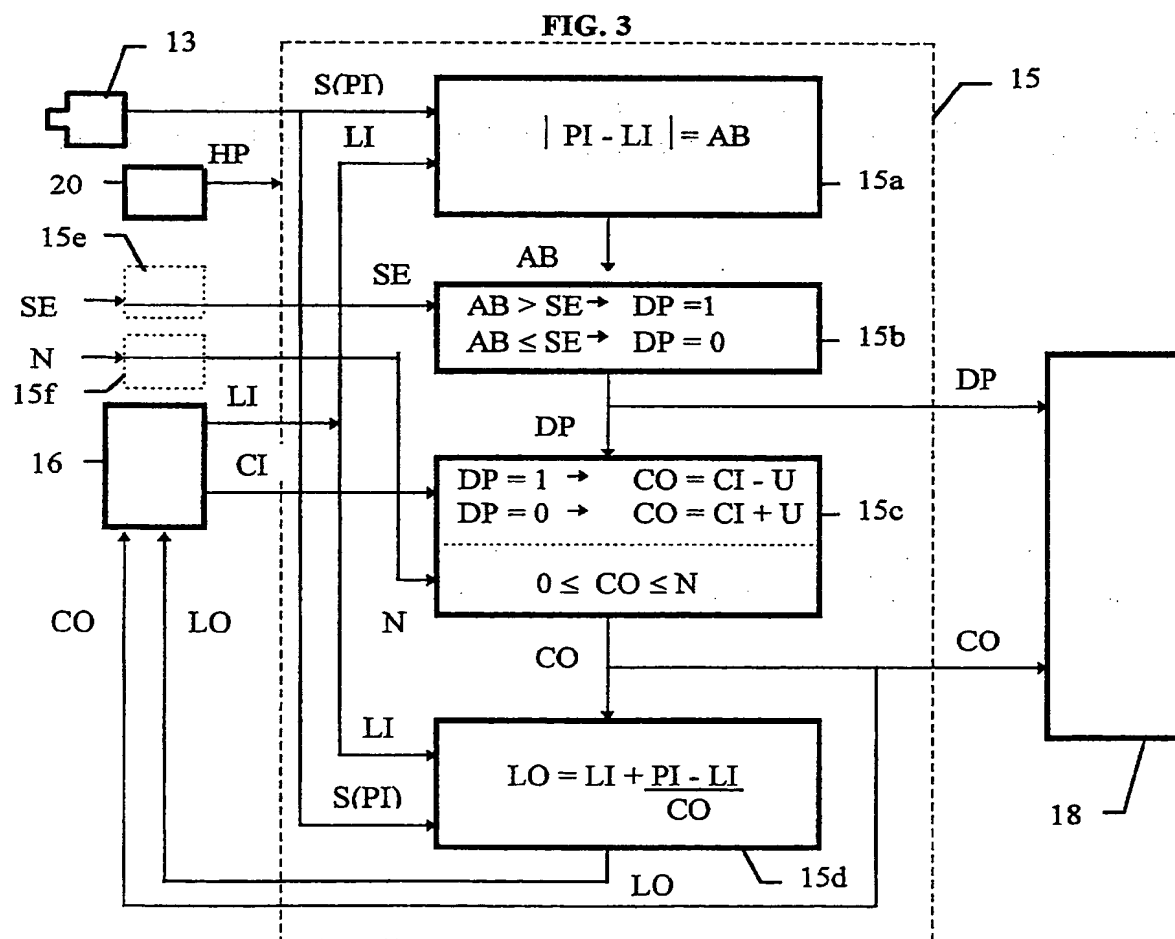 FIG. 3
13
S(PI)
15
LI
| PI - LI | = AB
HP
20
15a
15e
AB
SE
SE
AB > SE → DP =1
AB ≤ SE → DP = 0
15b
N
15f
LI
DP
DP
16
CI
DP = 1 → CO = CI - U
DP = 0 → CO = CI + U
15c
0 ≤ CO ≤ N
CO
LO
N
CO
CO
LI
LO = LI + PI - LI
CO
S(PI)
18
15d
LO